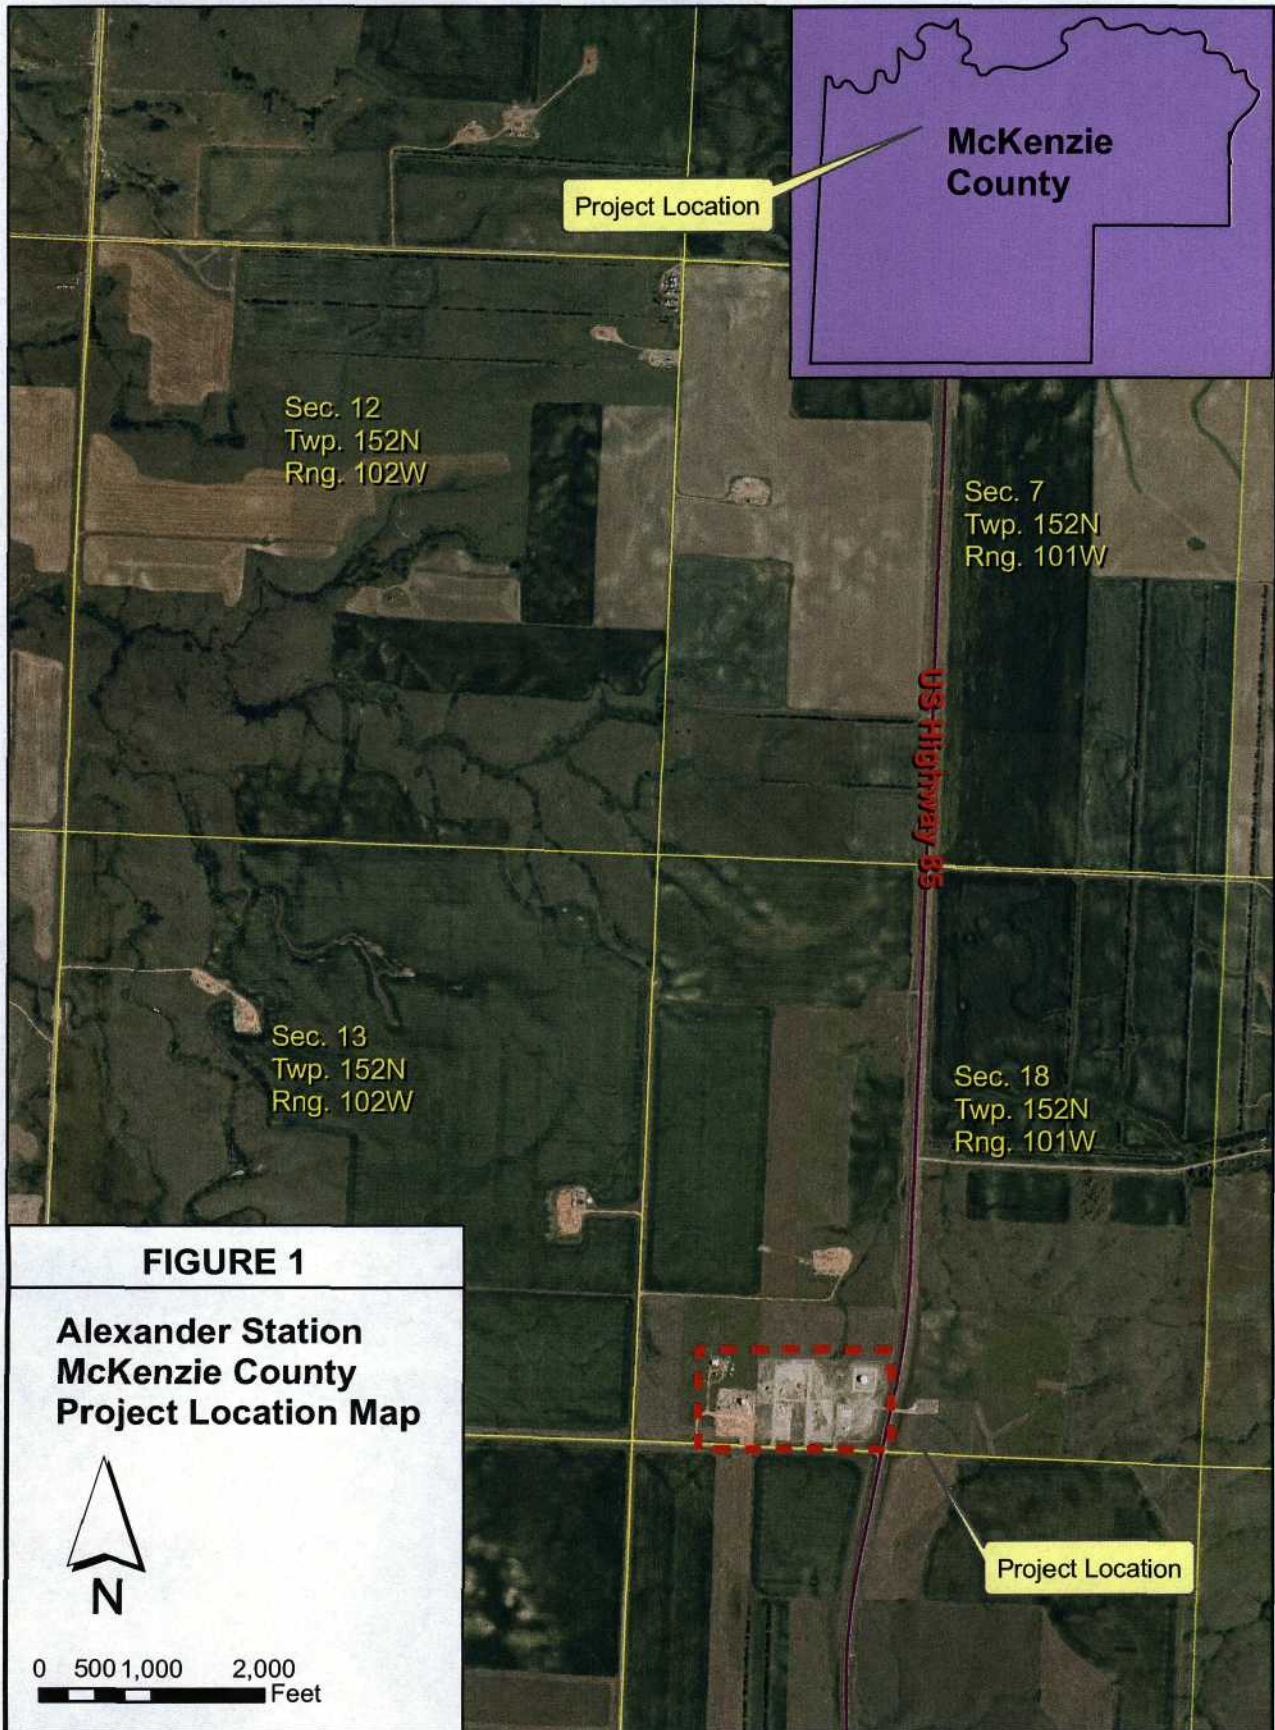 McKenzie
County
Project Location
Sec. 12
Twp. 152N
Rng. 102W
Sec. 7
Twp. 152N
Rng. 101W
US Highway 85
Sec. 13
Twp. 152N
Rng. 102W
Sec. 18
Twp. 152N
Rng. 101W
FIGURE 1
Alexander Station
McKenzie County
Project Location Map
N
0 500 1,000 2,000
Feet
Project Location